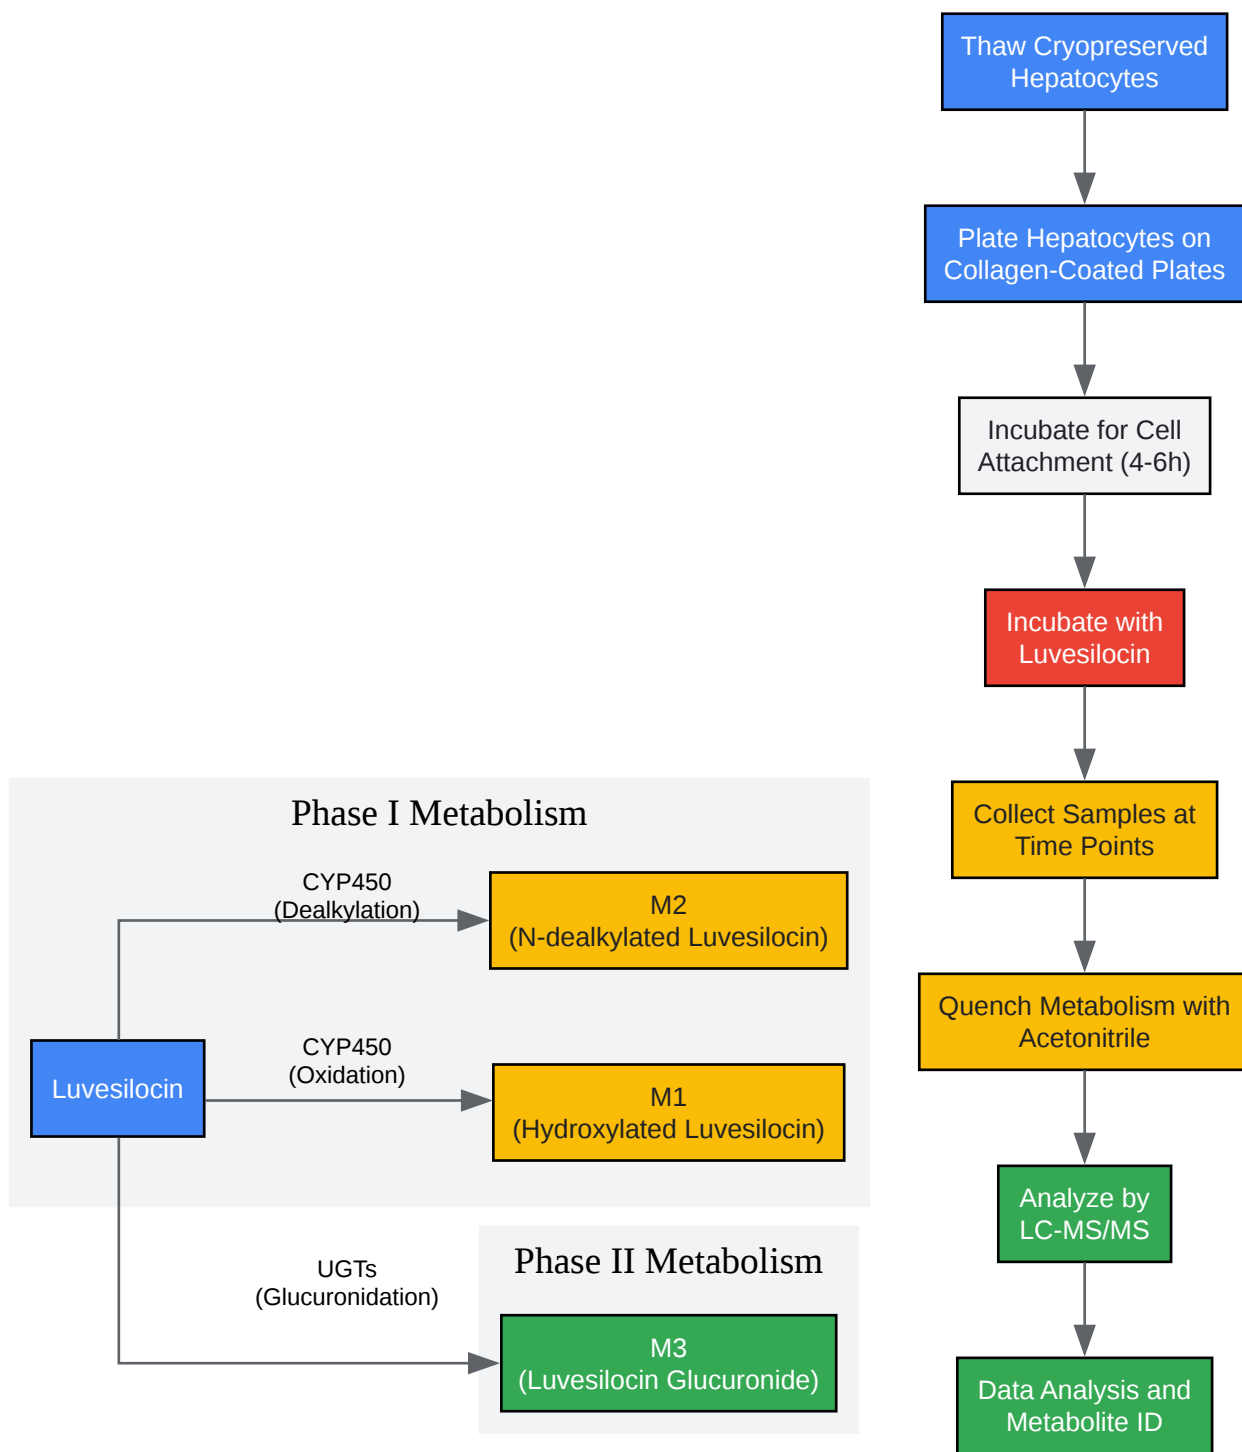 Thaw Cryopreserved
Hepatocytes
Plate Hepatocytes on
Collagen-Coated Plates
Incubate for Cell
Attachment (4-6h)
Incubate with
Luvesilocin
Collect Samples at
Time Points
Quench Metabolism with
Acetonitrile
Analyze by
LC-MS/MS
Data Analysis and
Metabolite ID
Phase I Metabolism
CYP450
(Dealkylation)
M2
(N-dealkylated Luvesilocin)
Luvesilocin
CYP450
(Oxidation)
M1
(Hydroxylated Luvesilocin)
UGTs
(Glucuronidation)
Phase II Metabolism
M3
(Luvesilocin Glucuronide)